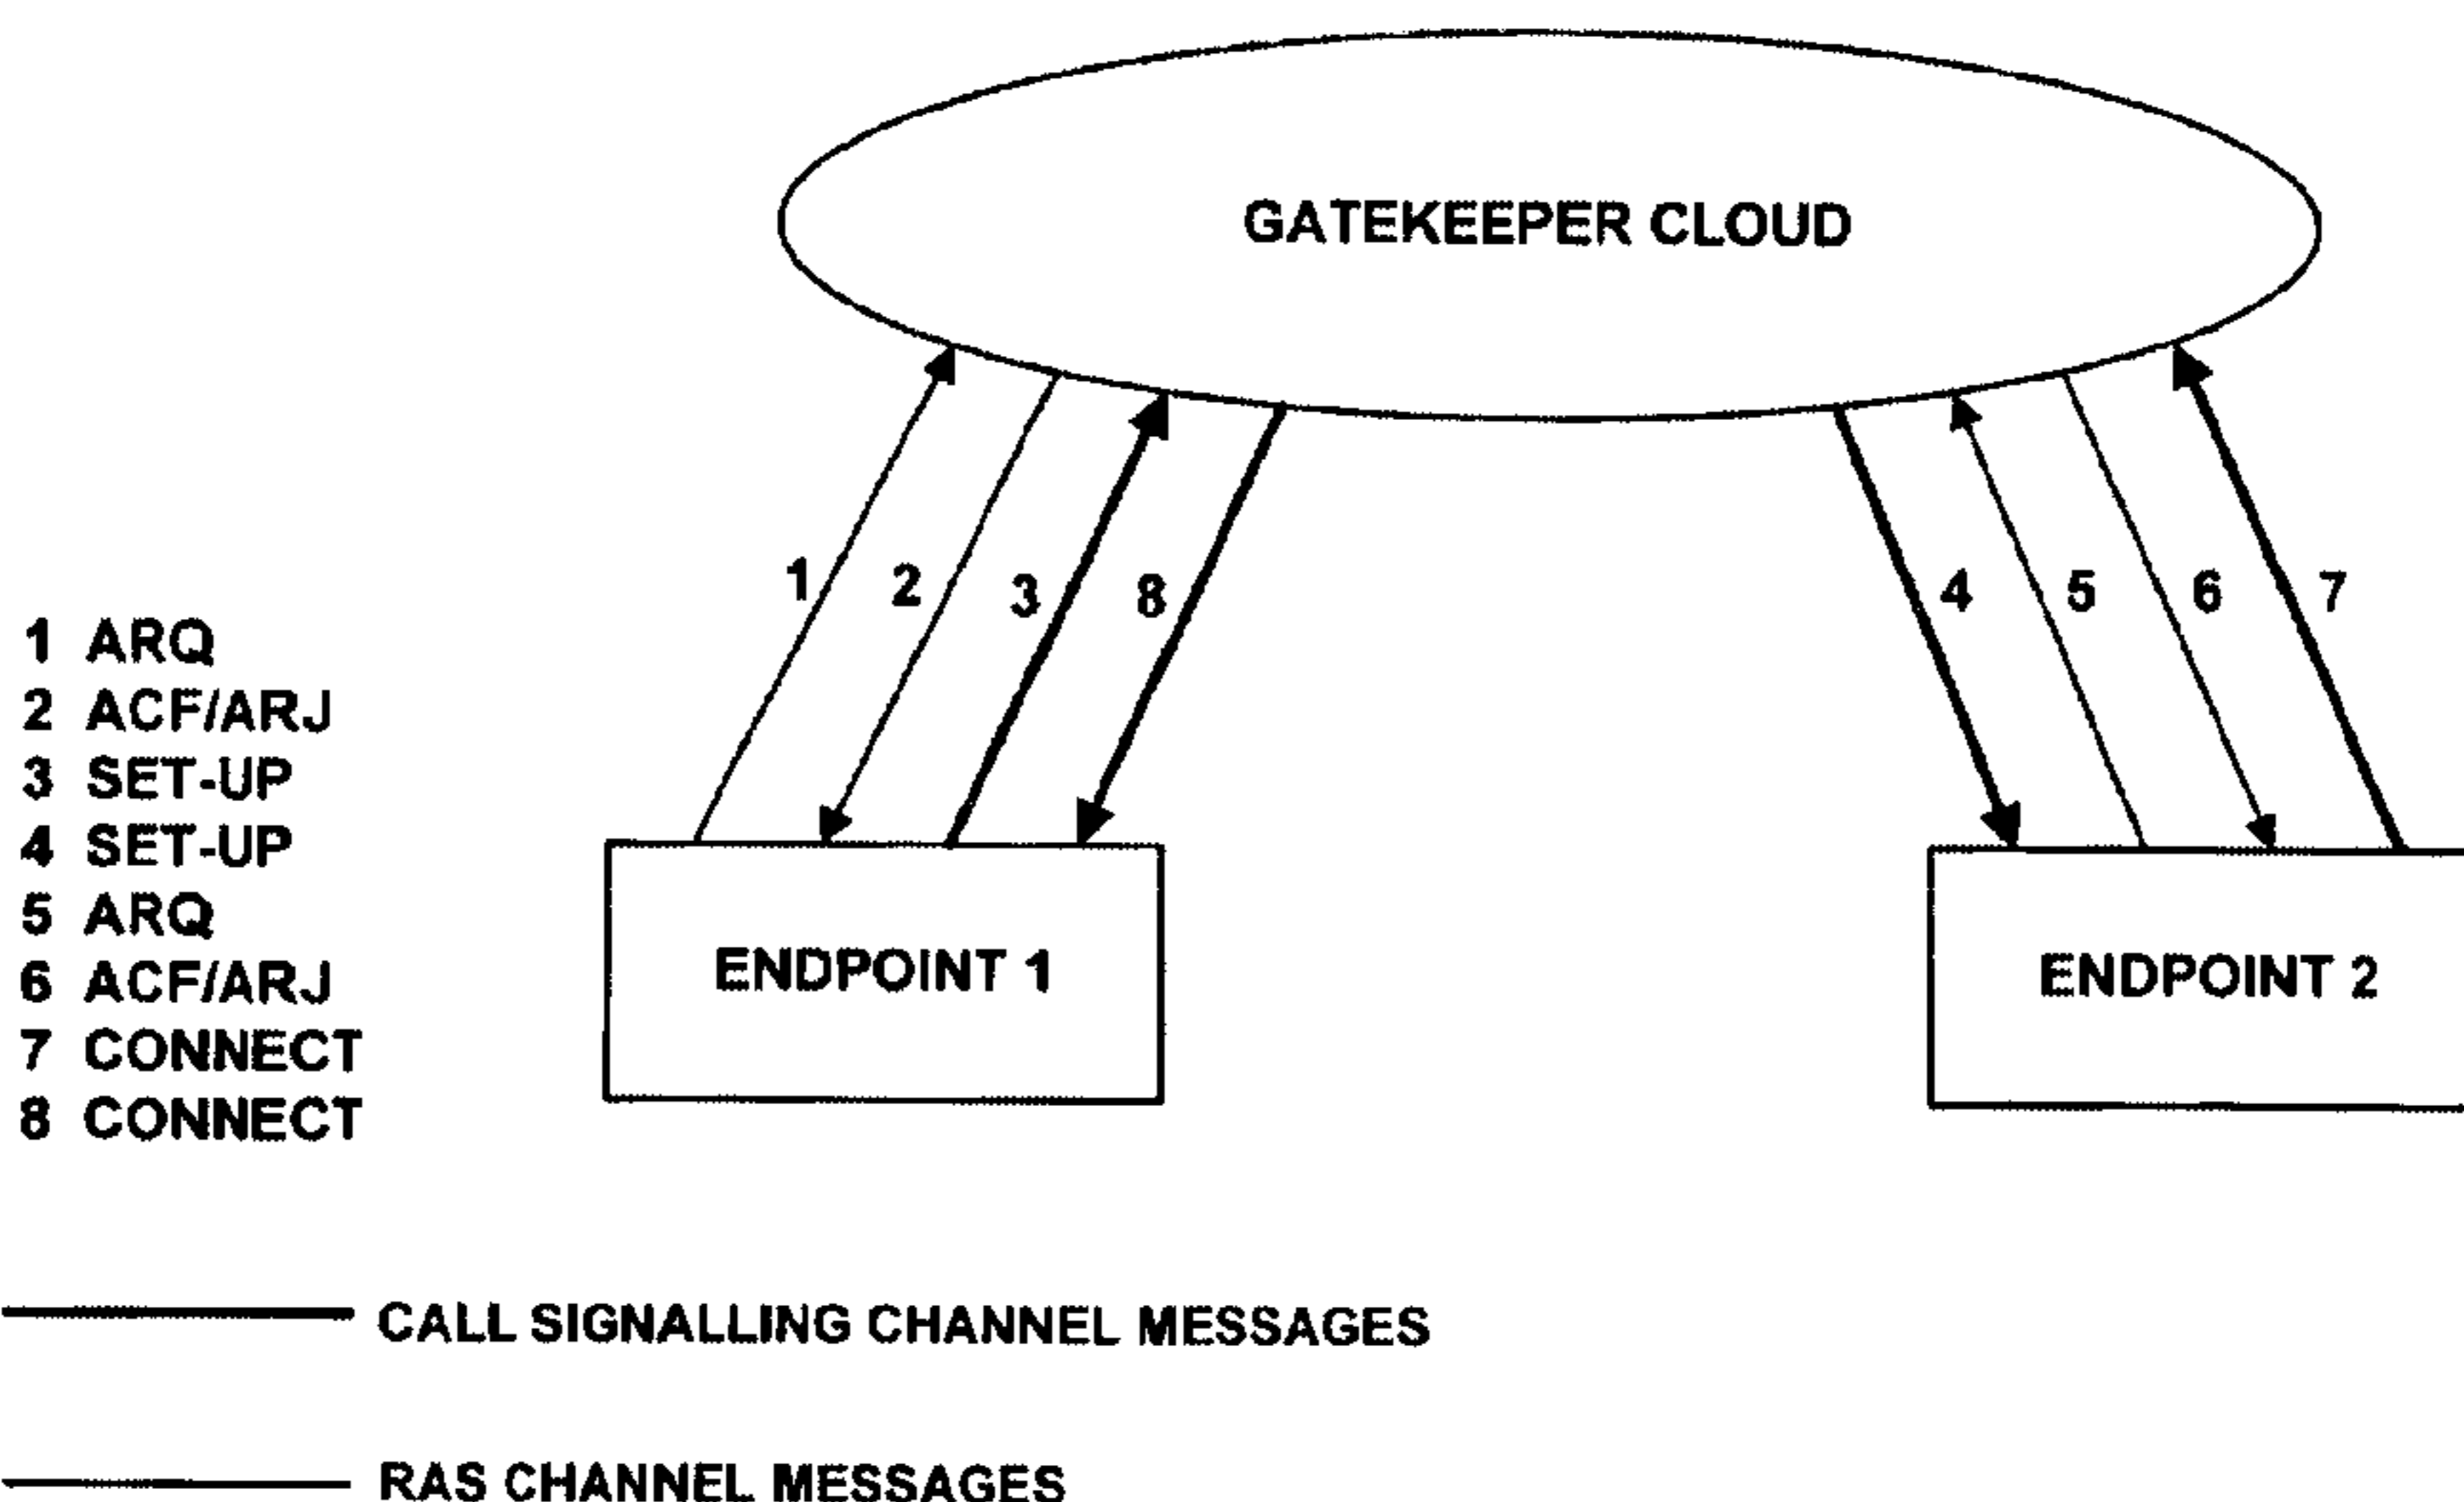 GATEKEEPER CLOUD
1 2 3 8 4 5 6 7
1 ARQ
2 ACF/ARJ
3 SET-UP
4 SET-UP
5 ARQ
6 ACF/ARJ
7 CONNECT
8 CONNECT
ENDPOINT 1
ENDPOINT 2
CALL SIGNALLING CHANNEL MESSAGES
RAS CHANNEL MESSAGES